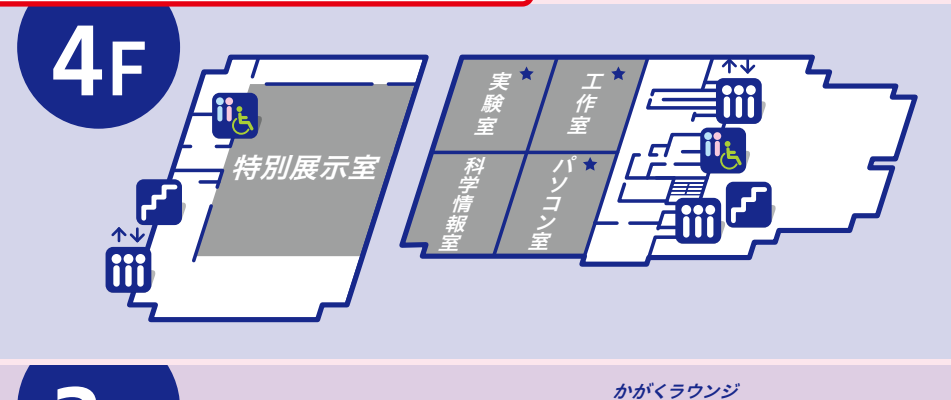 4F
特別展示室
実験室
工作室
科学情報室
パソコン室
かがくラウンジ